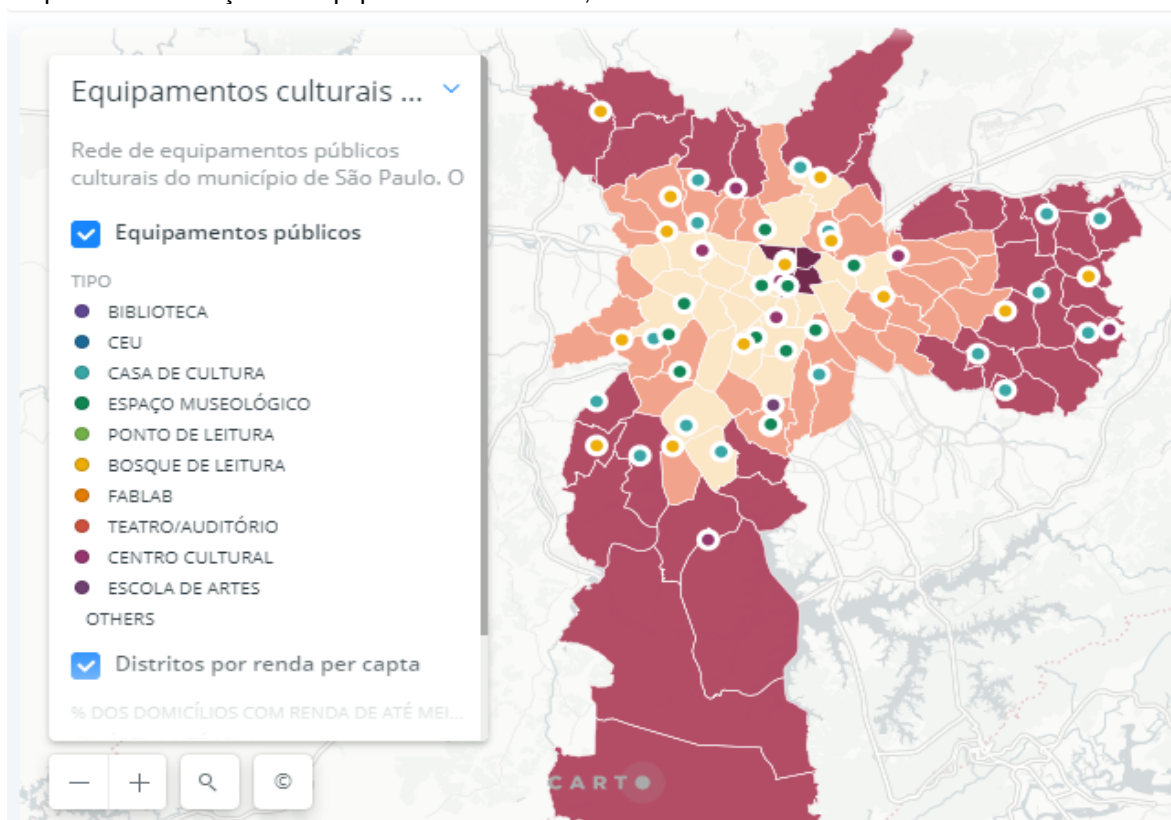 Equipamentos culturais ...
Rede de equipamentos públicos
culturais do município de São Paulo. O
Equipamentos públicos
TIPO
BIBLIOTECA
CEU
CASA DE CULTURA
ESPAÇO MUSEOLÓGICO
PONTO DE LEITURA
BOSQUE DE LEITURA
FABLAB
TEATRO/AUDITÓRIO
CENTRO CULTURAL
ESCOLA DE ARTES
OTHERS
Distritos por renda per capta
% DOS DOMICÍLIOS COM RENDA DE ATÉ MEI...
©
CARTO